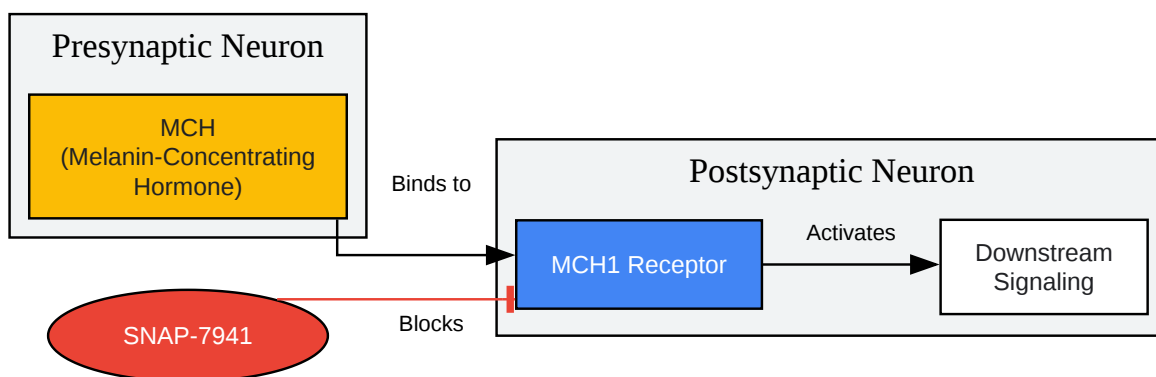 Presynaptic Neuron
MCH
(Melanin-Concentrating
Hormone)
Binds to
Postsynaptic Neuron
MCH1 Receptor
Activates
Downstream
Signaling
SNAP-7941
Blocks